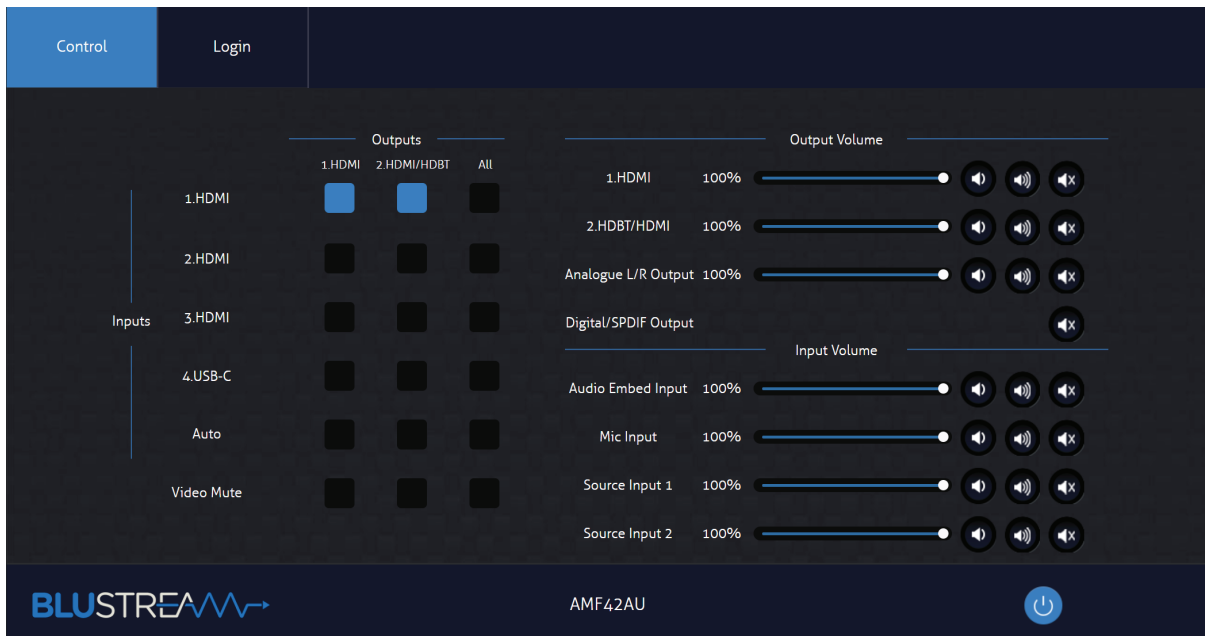 Control Login
Outputs
1.HDMI 2.HDMI/HDBT All
Inputs
1.HDMI
2.HDMI
3.HDMI
4.USB-C
Auto
Video Mute
Output Volume
1.HDMI 100%
2.HDBT/HDMI 100%
Analogue L/R Output 100%
Digital/SPDIF Output
Input Volume
Audio Embed Input 100%
Mic Input 100%
Source Input 1 100%
Source Input 2 100%
BLUSTREAM
AMF42AU